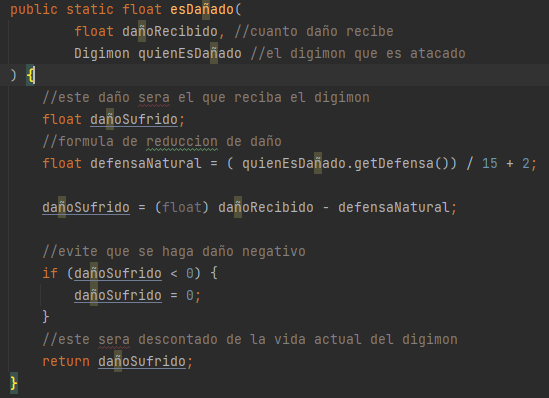 public static float esDañado(
float dañoRecibido, //cuanto daño recibe
Digimon quienEsDañado //el digimon que es atacado
) {
//este daño sera el que reciba el digimon
float dañoSufrido;
//formula de reduccion de daño
float defensaNatural = ( quienEsDañado.getDefensa()) / 15 + 2;
dañoSufrido = (float) dañoRecibido - defensaNatural;
//evite que se haga daño negativo
if (dañoSufrido < 0) {
dañoSufrido = 0;
}
//este sera descontado de la vida actual del digimon
return dañoSufrido;
}